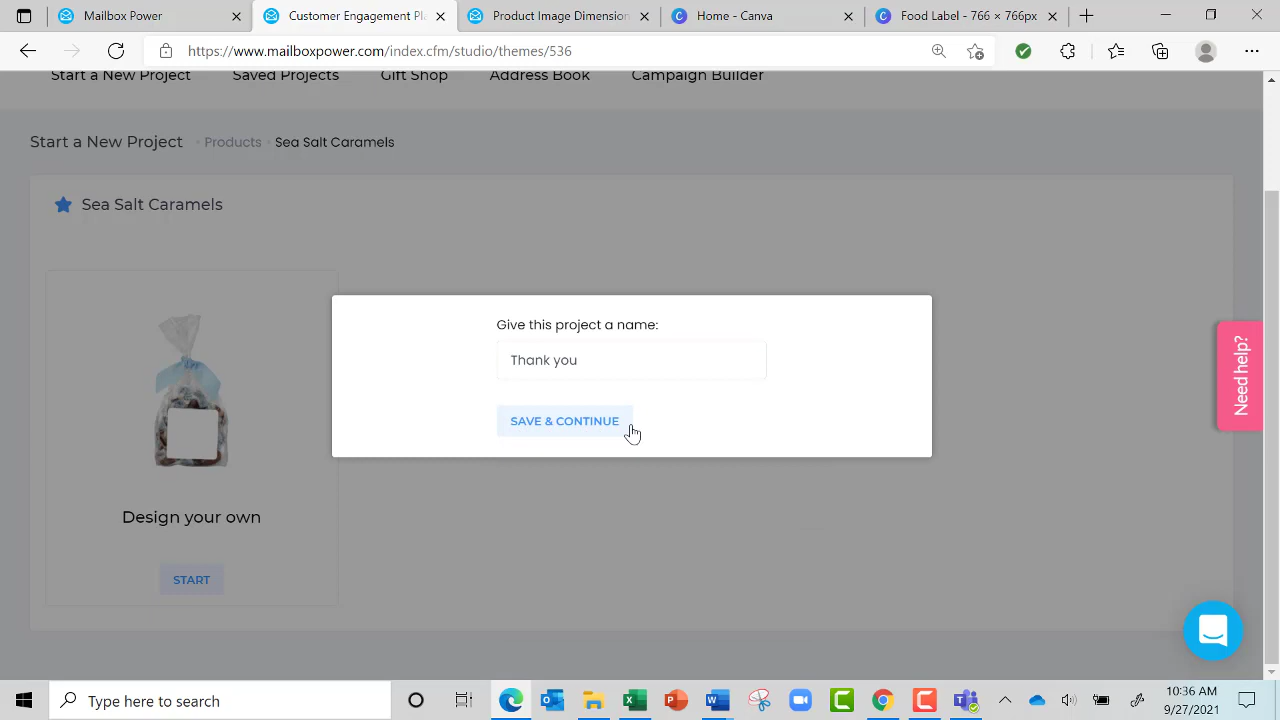 Mailbox Power
Customer Engagement Pl
Product Image Dimension
Home - Canva
Food Label - 766 × 766px
https://www.mailboxpower.com/index.cfm/studio/themes/536
Start a New Project
Saved Projects
Gift Shop
Address Book
Campaign Builder
Start a New Project
Products
Sea Salt Caramels
Sea Salt Caramels
Give this project a name:
Thank you
SAVE & CONTINUE
Need help?
Design your own
START
Type here to search
10:36 AM
9/27/2021